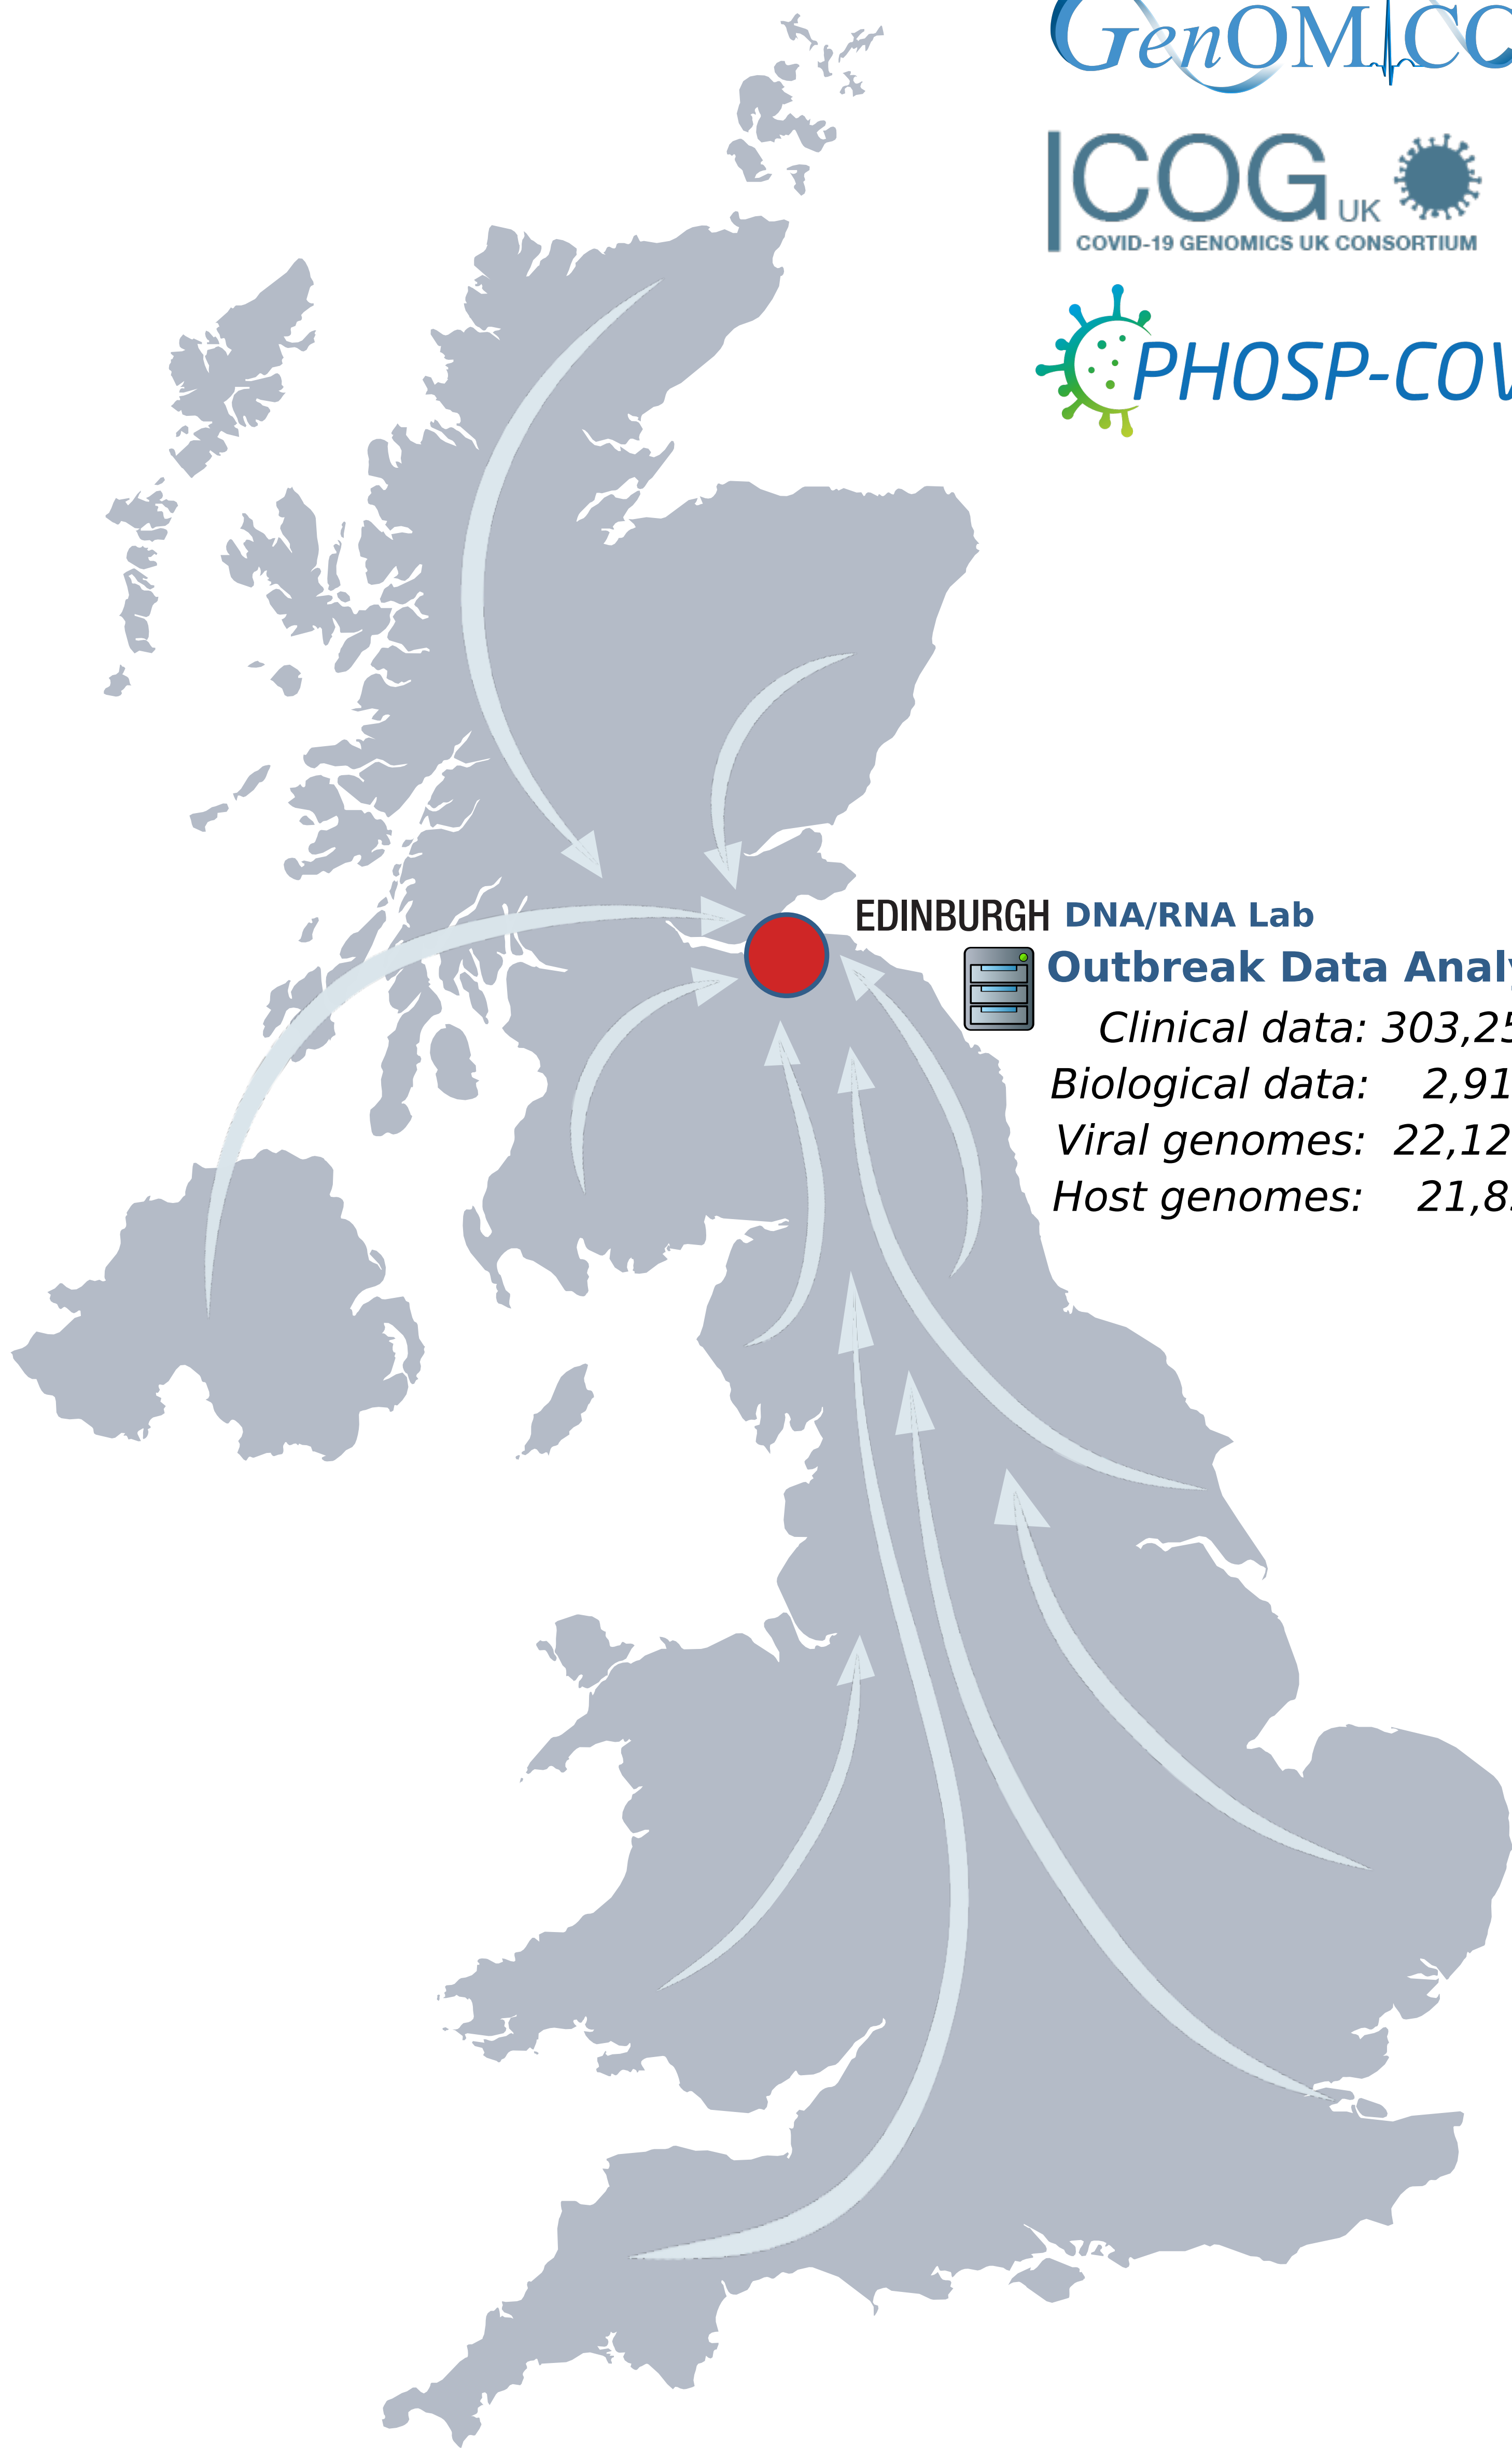 GenOMICC
COG UK
COVID-19 GENOMICS UK CONSORTIUM
PHOSP-COV
EDINBURGH DNA/RNA Lab
Outbreak Data Analy
Clinical data: 303,25
Biological data: 2,91
Viral genomes: 22,12
Host genomes: 21,8